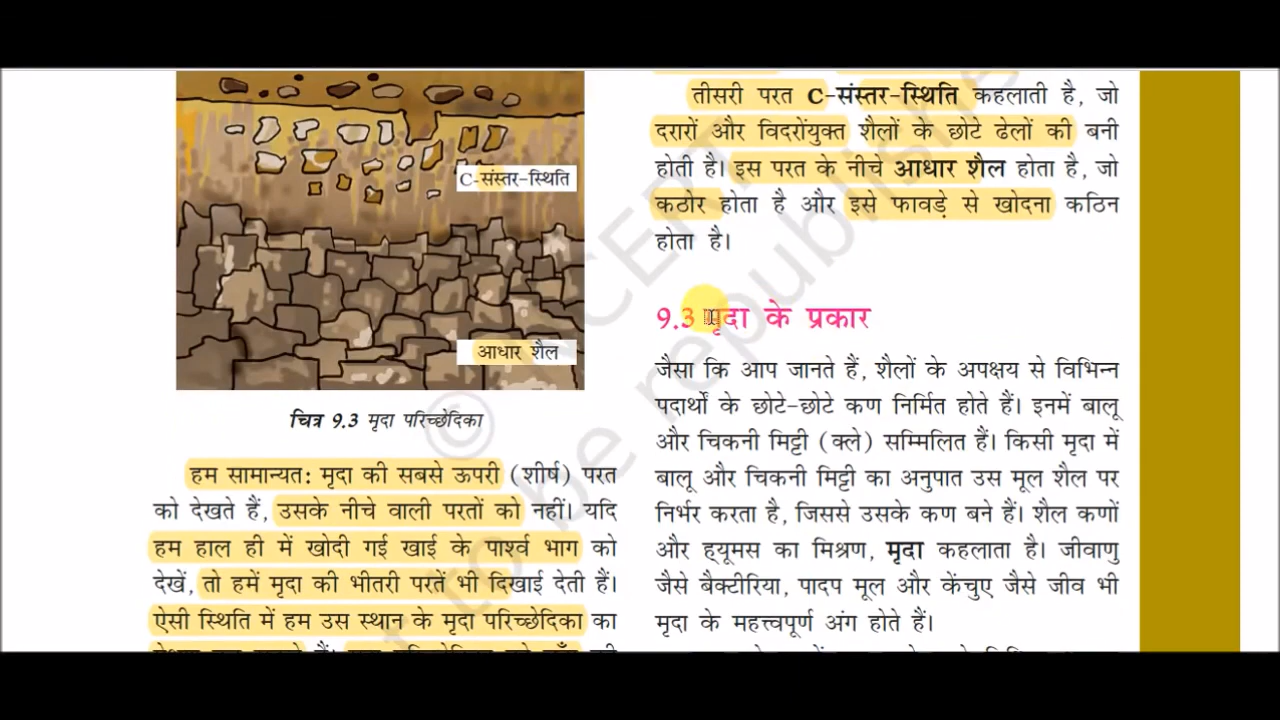 C-संस्तर-स्थिति
आधार शैल
चित्र 9.3 मृदा परिच्छेदिका
हम सामान्यत: मृदा की सबसे ऊपरी (शीर्ष) परत
को देखते हैं, उसके नीचे वाली परतों को नहीं। यदि
हम हाल ही में खोदी गई खाई के पार्श्व भाग को
देखें, तो हमें मृदा की भीतरी परतें भी दिखाई देती हैं।
ऐसी स्थिति में हम उस स्थान के मृदा परिच्छेदिका का
तीसरी परत C-संस्तर-स्थिति कहलाती है, जो
दरारों और विदरोंयुक्त शैलों के छोटे ढेलों की बनी
होती है। इस परत के नीचे आधार शैल होता है, जो
कठोर होता है और इसे फावड़े से खोदना कठिन
होता है।
9.3 मृदा के प्रकार
जैसा कि आप जानते हैं, शैलों के अपक्षय से विभिन्न
पदार्थों के छोटे-छोटे कण निर्मित होते हैं। इनमें बालू
और चिकनी मिट्टी (क्ले) सम्मिलित हैं। किसी मृदा में
बालू और चिकनी मिट्टी का अनुपात उस मूल शैल पर
निर्भर करता है, जिससे उसके कण बने हैं। शैल कणों
और ह्यूमस का मिश्रण, मृदा कहलाता है। जीवाणु
जैसे बैक्टीरिया, पादप मूल और केंचुए जैसे जीव भी
मृदा के महत्त्वपूर्ण अंग होते हैं।